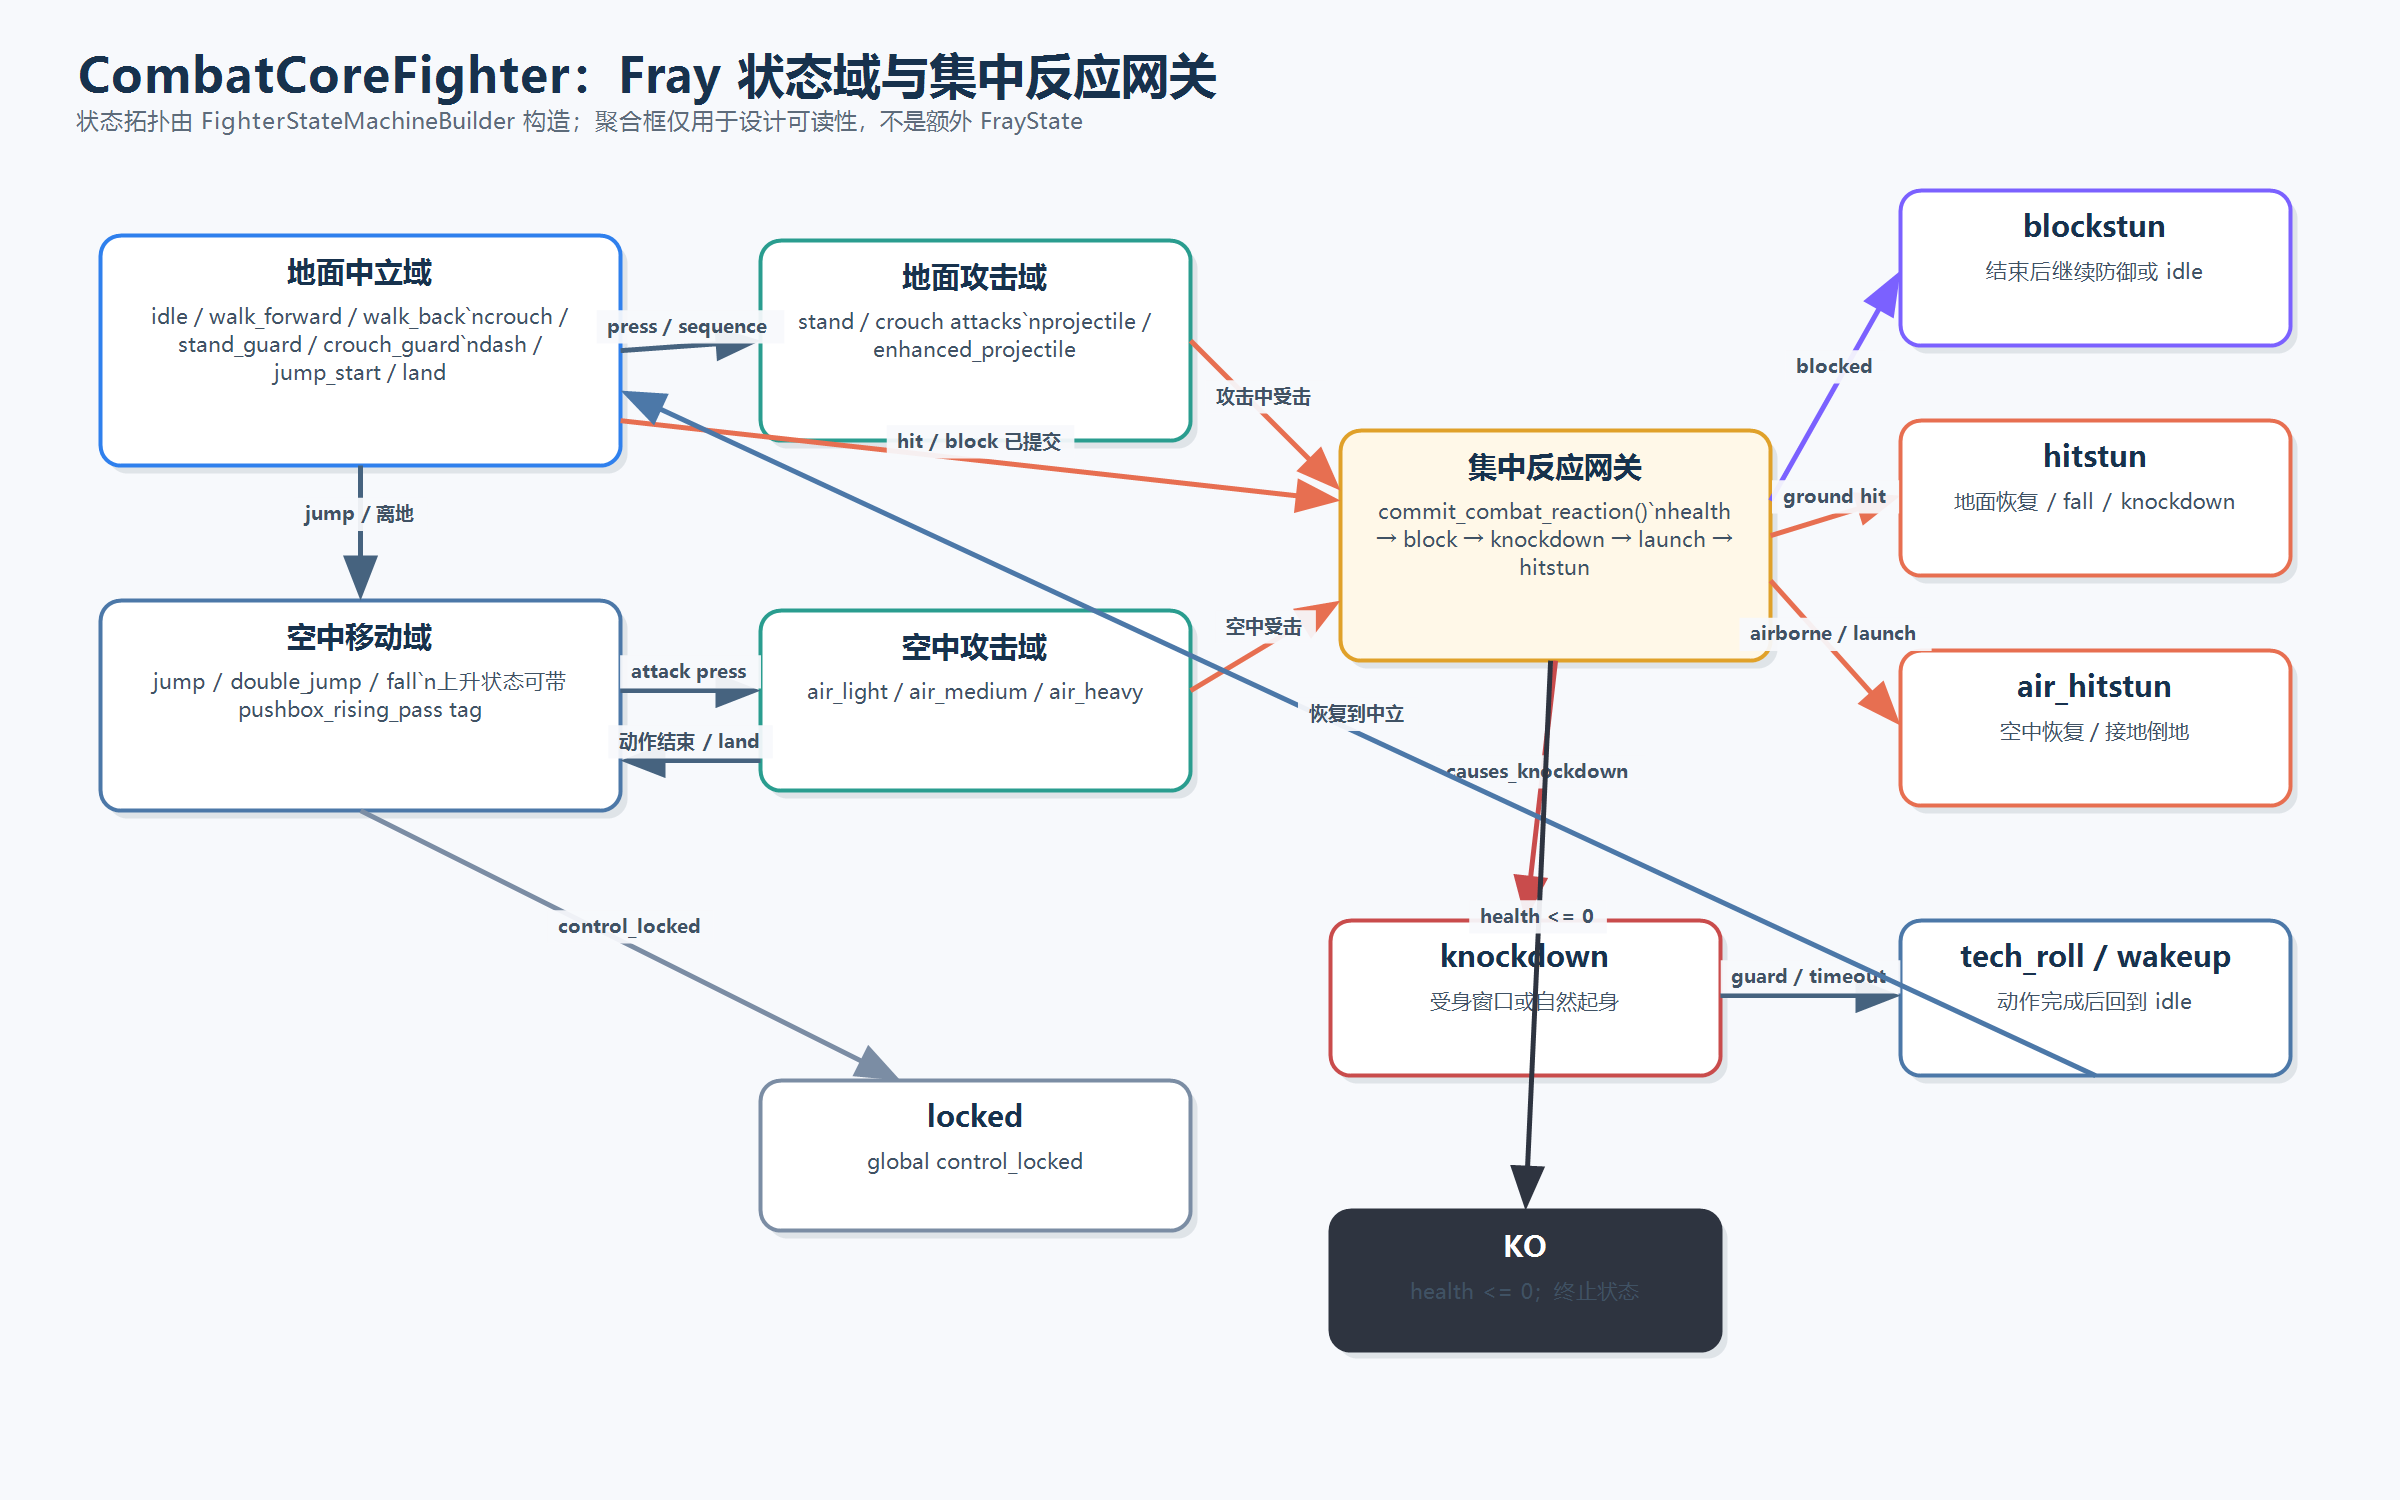 CombatCoreFighter：Fray 状态域与集中反应网关
状态拓扑由 FighterStateMachineBuilder 构造；聚合框仅用于设计可读性，不是额外 FrayState
地面中立域
idle / walk_forward / walk_back`ncrouch /
stand_guard / crouch_guard`ndash /
jump_start / land
press / sequence
地面攻击域
stand / crouch attacks`nprojectile /
enhanced_projectile
攻击中受击
hit / block 已提交
jump / 离地
集中反应网关
commit_combat_reaction()`nhealth
→ block → knockdown → launch →
hitstun
blocked
blockstun
结束后继续防御或 idle
ground hit
hitstun
地面恢复 / fall / knockdown
airborne / launch
air_hitstun
空中恢复 / 接地倒地
空中移动域
jump / double_jump / fall`n上升状态可带
pushbox_rising_pass tag
attack press
动作结束 / land
空中攻击域
air_light / air_medium / air_heavy
空中受击
恢复到中立
causes_knockdown
control_locked
health <= 0
knockdown
受身窗口或自然起身
guard / timeout
tech_roll / wakeup
动作完成后回到 idle
locked
global control_locked
KO
health <= 0；终止状态